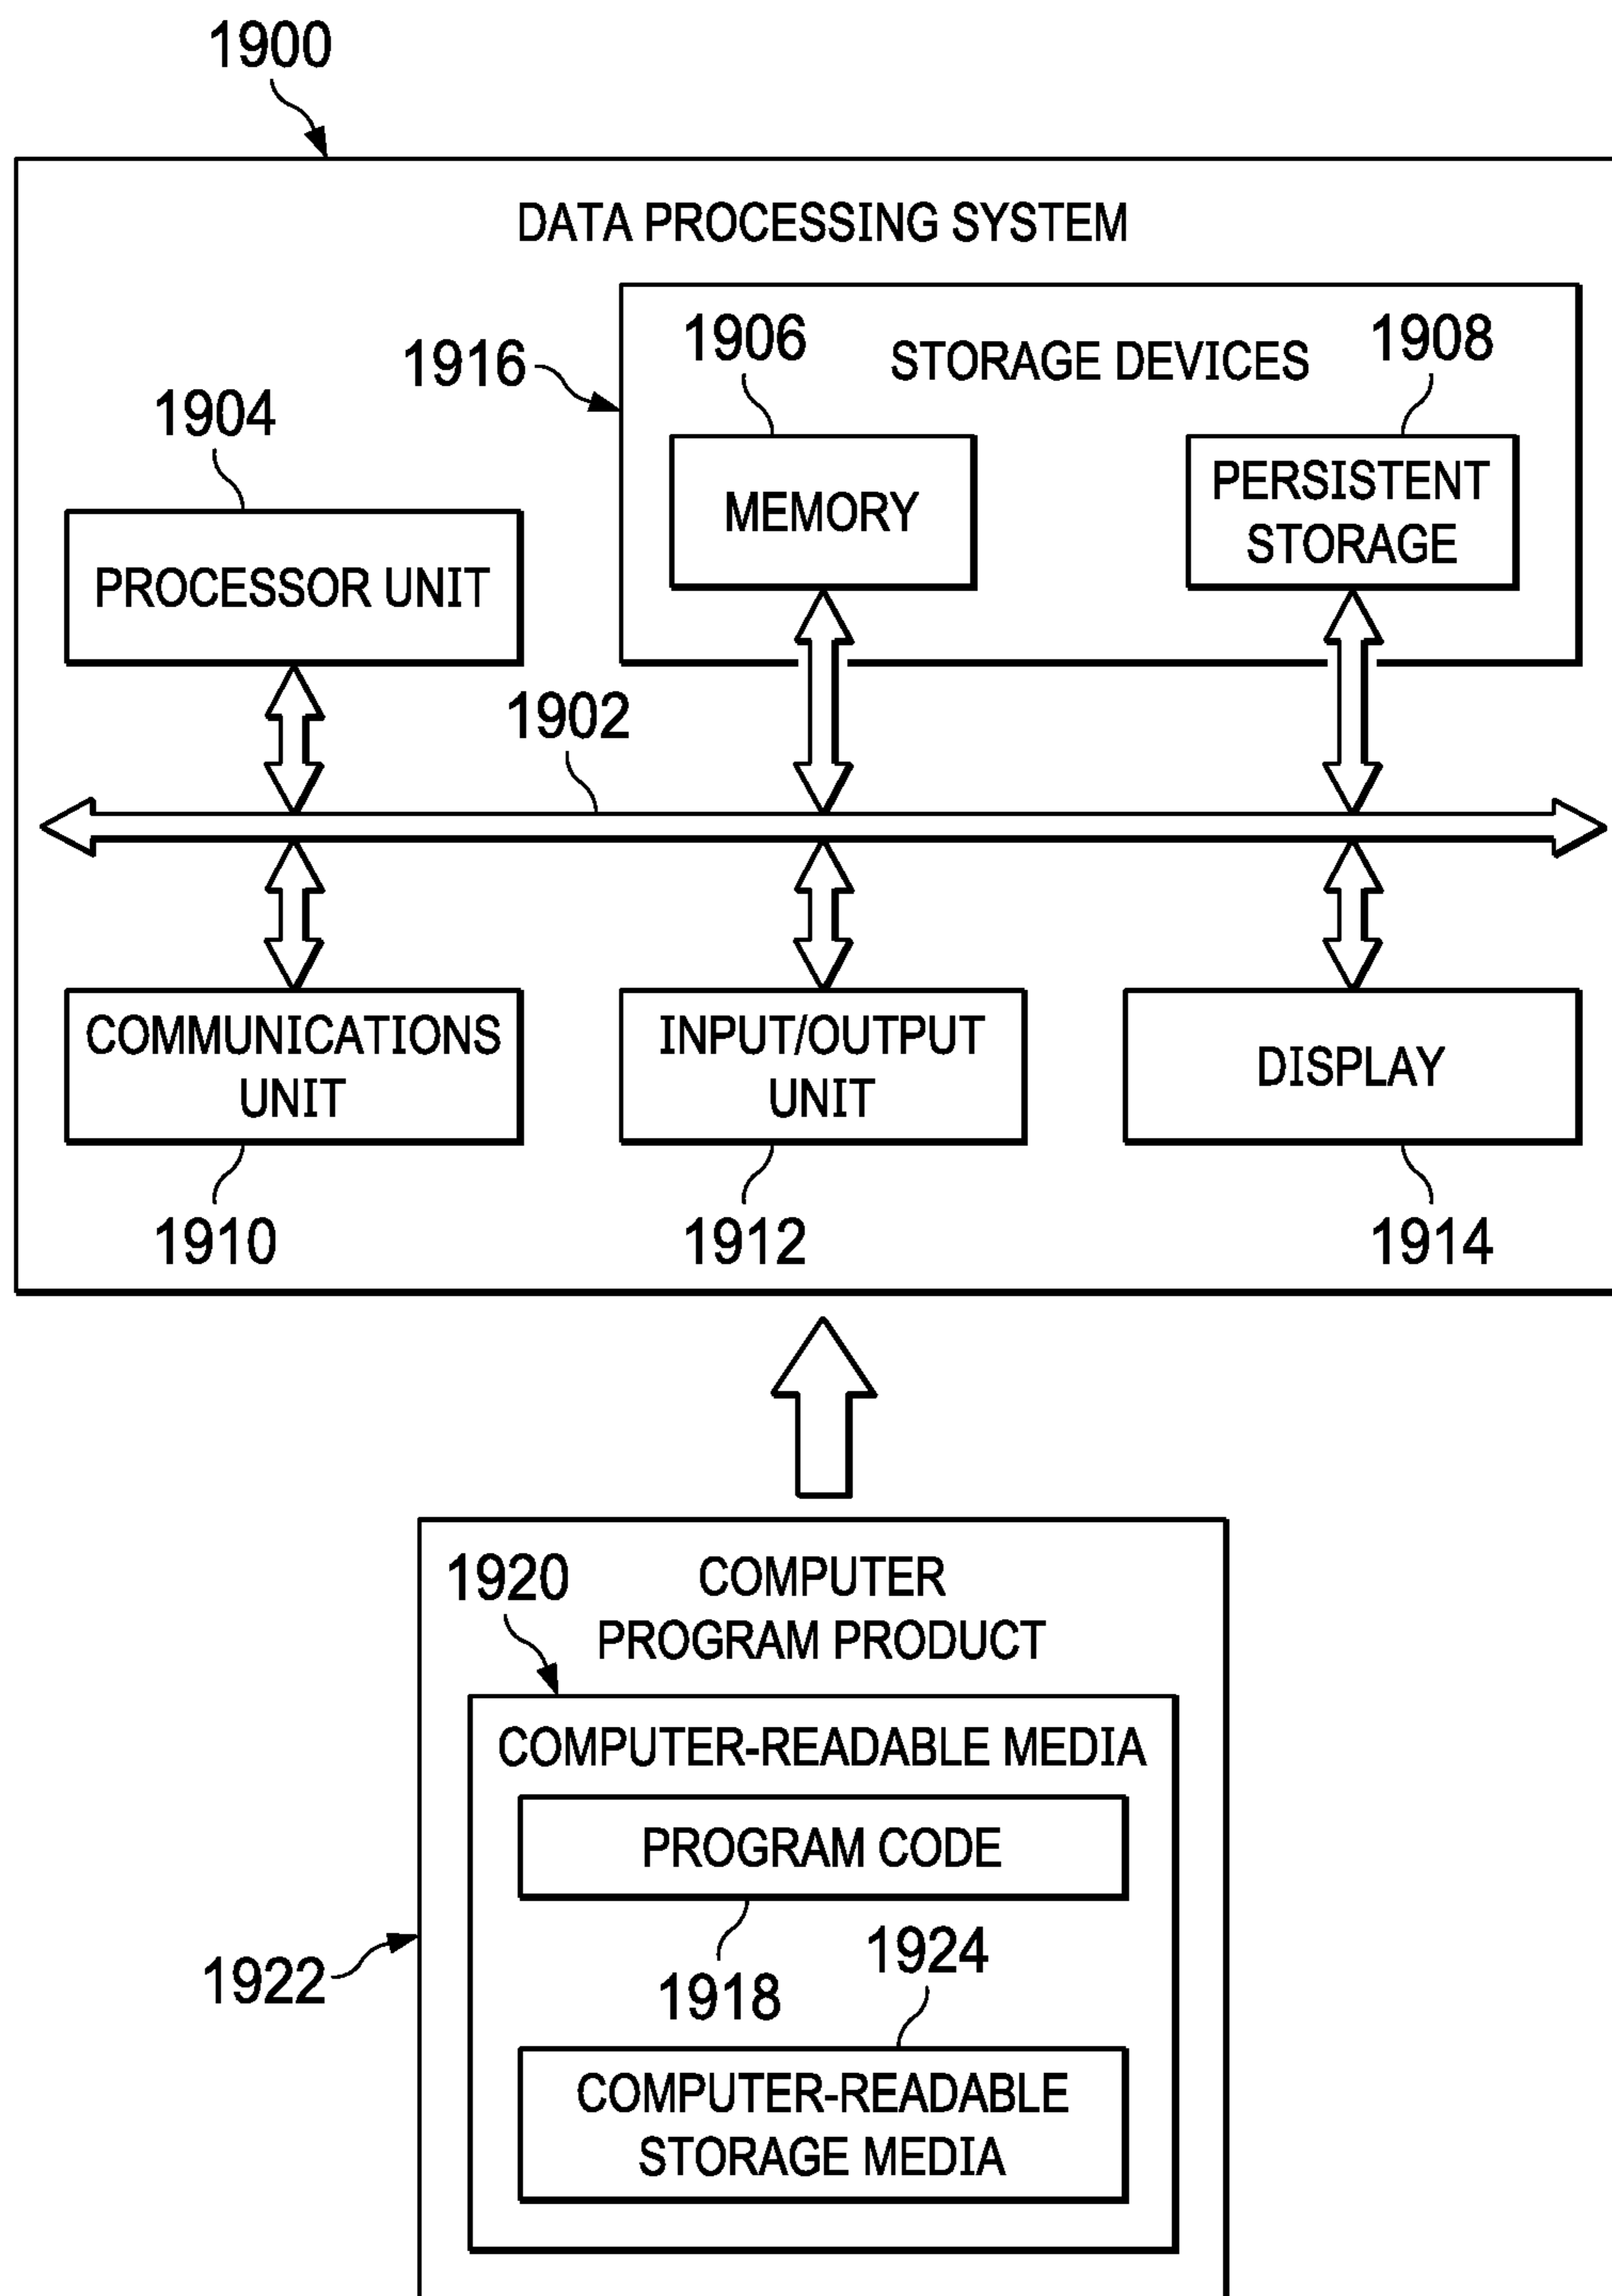 1900
DATA PROCESSING SYSTEM
1916
1906
STORAGE DEVICES
1908
1904
MEMORY
PERSISTENT
STORAGE
PROCESSOR UNIT
1902
COMMUNICATIONS
UNIT
INPUT/OUTPUT
UNIT
DISPLAY
1910
1912
1914
1920
COMPUTER
PROGRAM PRODUCT
COMPUTER-READABLE MEDIA
PROGRAM CODE
1922
1918
1924
COMPUTER-READABLE
STORAGE MEDIA